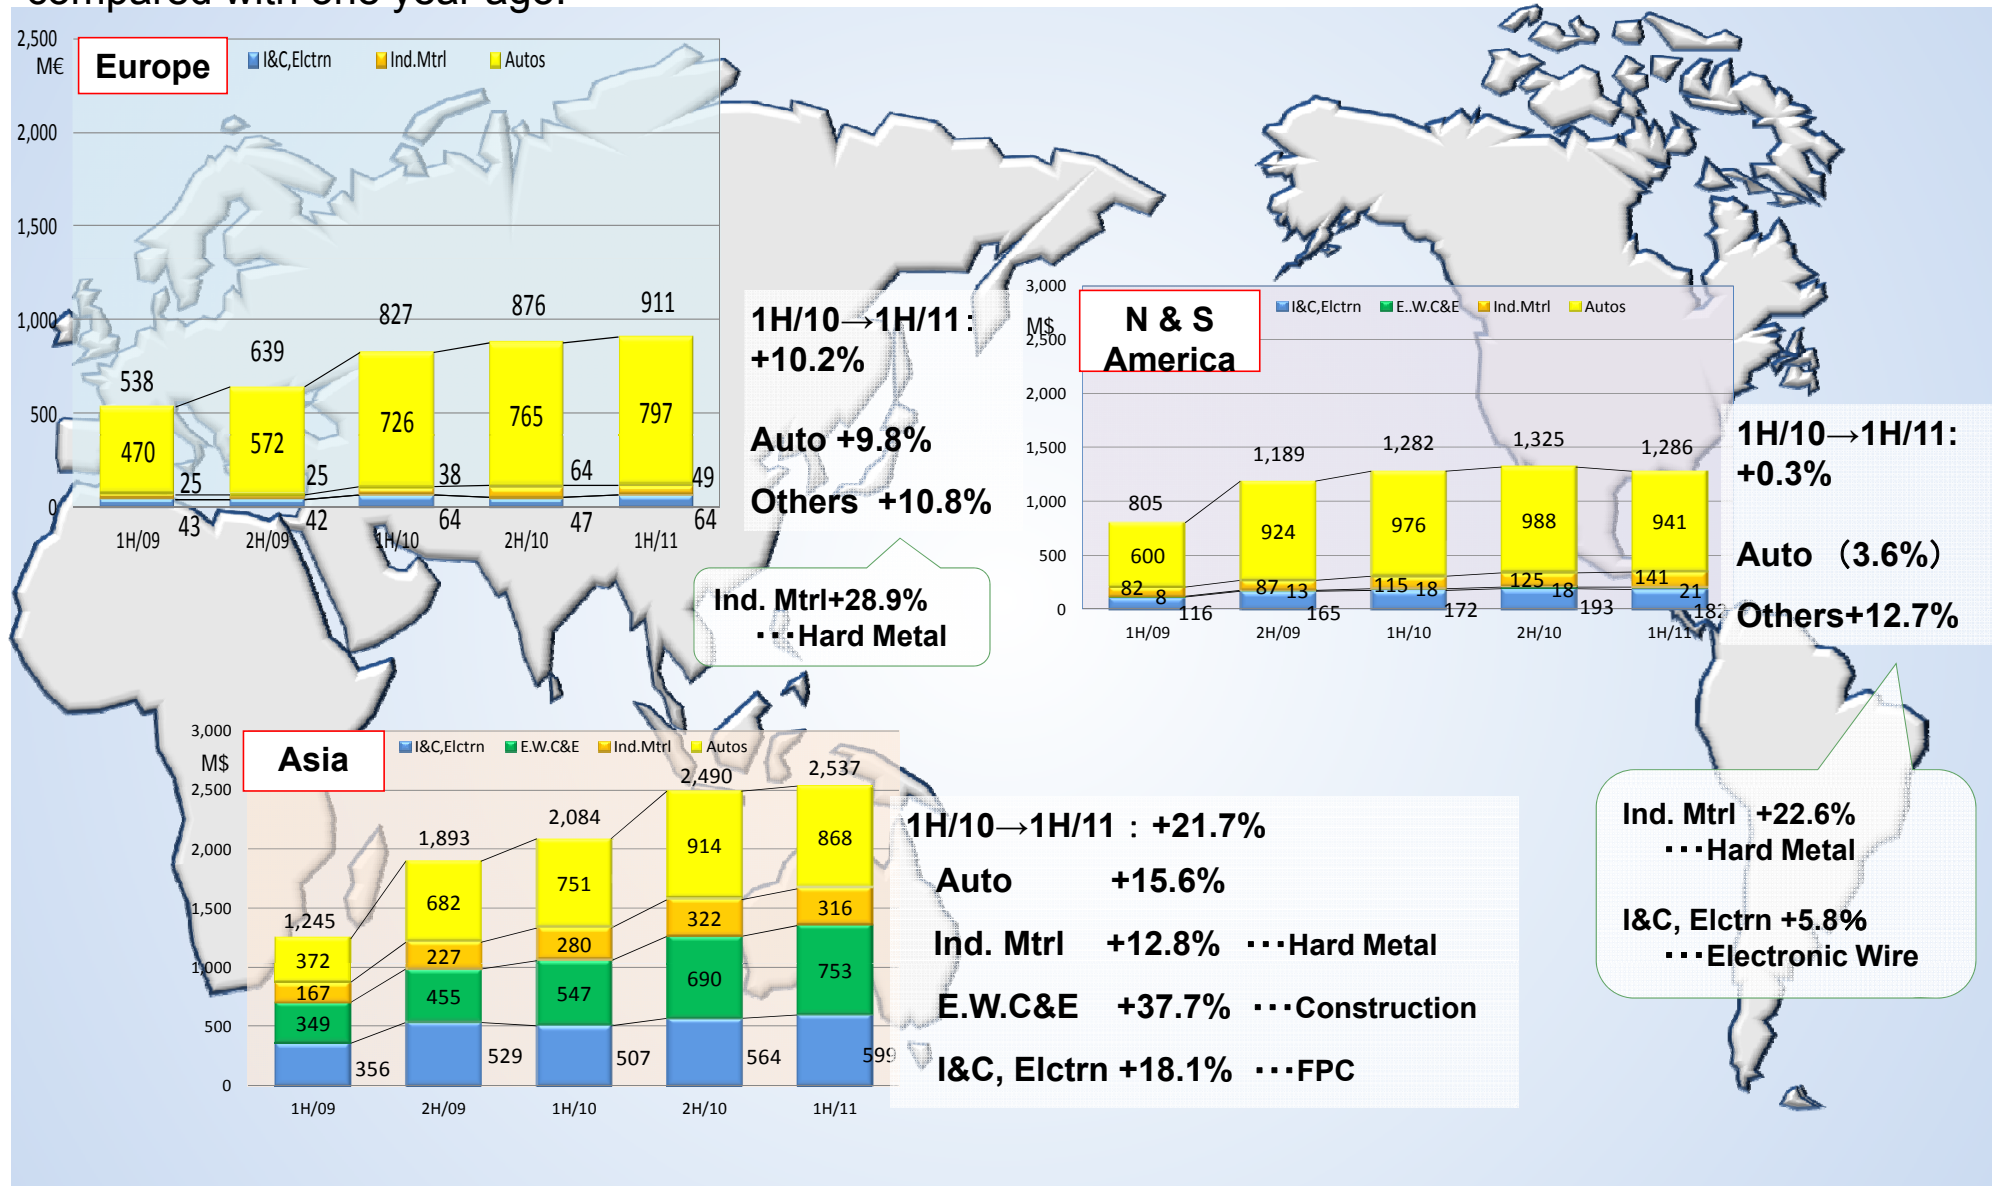 compared with one year ago.
2,500
M€
Europe
I&C,Elctrn
Ind.Mtrl
Autos
2,000
1,500
1,000
500
0
538
639
827
876
911
470
572
726
765
797
25
25
38
64
49
43
42
64
47
64
1H/09
2H/09
1H/10
2H/10
1H/11
1H/10→1H/11:
+10.2%
Auto +9.8%
Others +10.8%
Ind. Mtrl+28.9%
･･･Hard Metal
3,000
M$
N & S
America
I&C,Elctrn
E..W.C&E
Ind.Mtrl
Autos
2,500
2,000
1,500
1,000
500
0
805
1,189
1,282
1,325
1,286
600
924
976
988
941
82
87
115
125
141
8
13
18
18
21
116
165
172
193
1H/09
2H/09
1H/10
2H/10
1H/11
1H/10→1H/11:
+0.3%
Auto （3.6%）
Others+12.7%
Ind. Mtrl +22.6%
･･･Hard Metal
I&C, Elctrn +5.8%
･･･Electronic Wire
3,000
M$
Asia
I&C,Elctrn
E.W.C&E
Ind.Mtrl
Autos
2,500
2,000
1,500
1,000
500
0
1,245
1,893
2,084
2,490
2,537
372
682
751
914
868
167
227
280
322
316
349
455
547
690
753
356
529
507
564
599
1H/09
2H/09
1H/10
2H/10
1H/11
1H/10→1H/11 : +21.7%
Auto +15.6%
Ind. Mtrl +12.8% ･･･Hard Metal
E.W.C&E +37.7% ･･･Construction
I&C, Elctrn +18.1% ･･･FPC